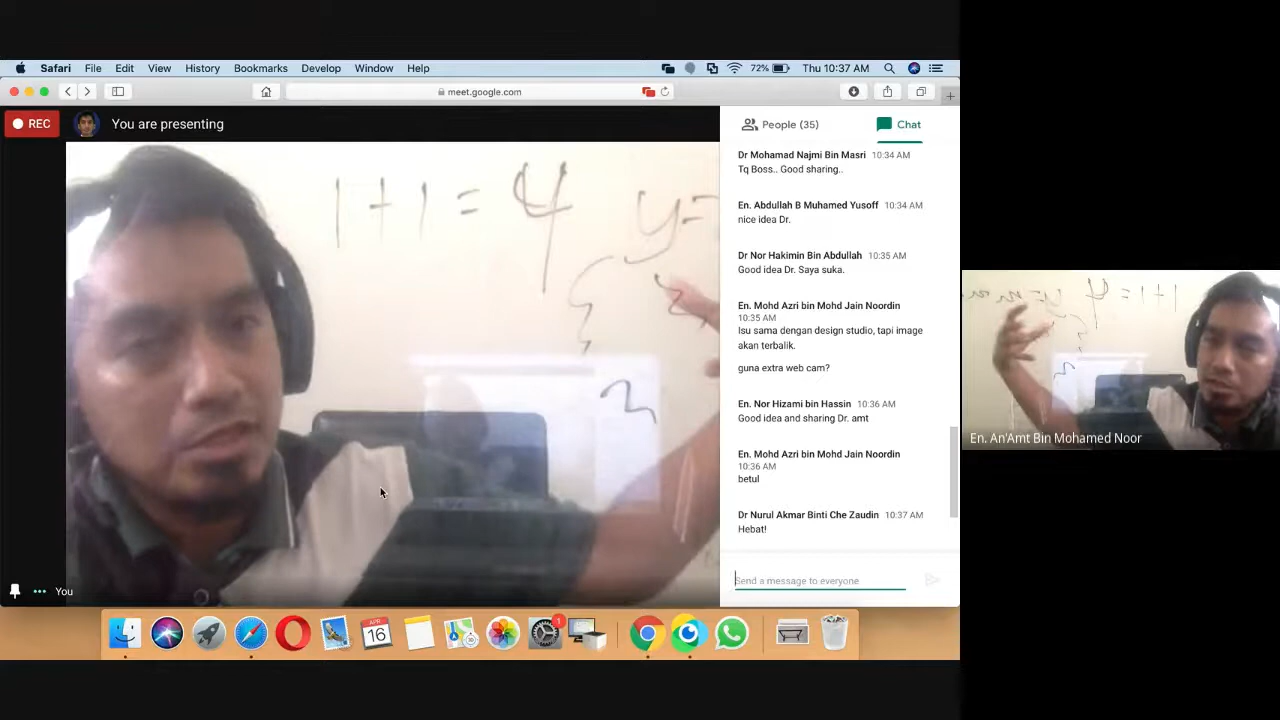 Safari File Edit View History Bookmarks Develop Window Help 72% Thu 10:37 AM
meet.google.com
REC You are presenting
People (35) Chat
1+1=4 y=
Dr Mohamad Najmi Bin Masri 10:34 AM
Tq Boss.. Good sharing..
En. Abdullah B Muhamed Yusoff 10:34 AM
nice idea Dr.
Dr Nor Hakimin Bin Abdullah 10:35 AM
Good idea Dr. Saya suka.
En. Mohd Azri bin Mohd Jain Noordin
10:35 AM
Isu sama dengan design studio, tapi image
akan terbalik.
guna extra web cam?
En. Nor Hizami bin Hassin 10:36 AM
Good idea and sharing Dr. amt
En. Mohd Azri bin Mohd Jain Noordin
10:36 AM
betul
Dr Nurul Akmar Binti Che Zaudin 10:37 AM
Hebat!
Send a message to everyone
You
En. An'Amt Bin Mohamed Noor
APR
16
1